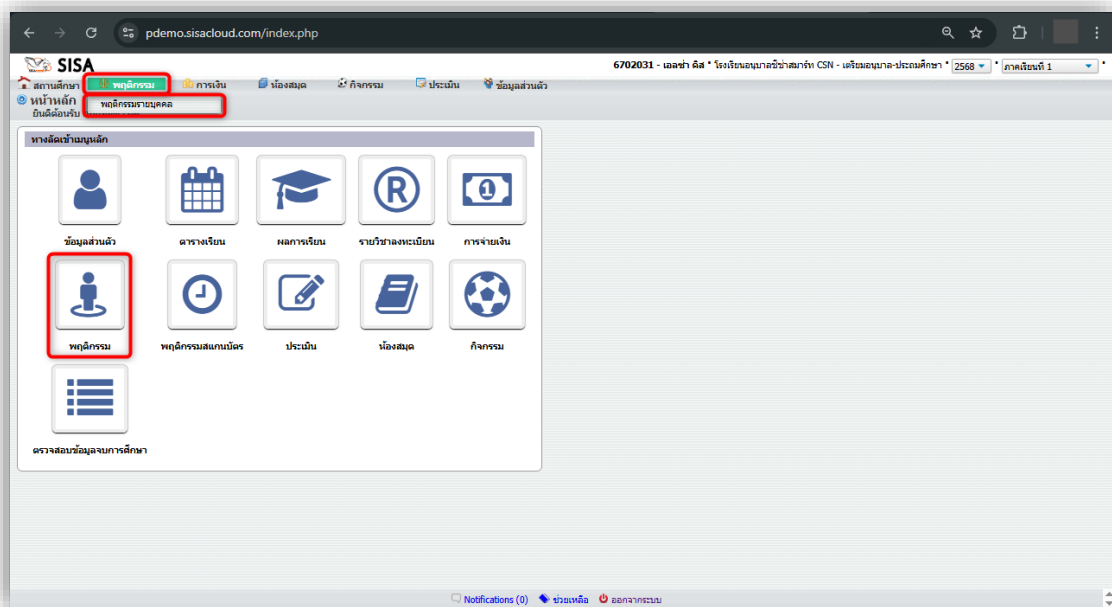 pdemo.sisacloud.com/index.php
SISA
6702031 - เอลซ่า ดิส * โรงเรียนอนุบาลชีช่าสมาร์ท CSN - เตรียมอนุบาล-ประถมศึกษา * 2568 * ภาคเรียนที่ 1 *
สถานศึกษา พฤติกรรม การเงิน ห้องสมุด กิจกรรม ประเมิน ข้อมูลส่วนตัว
หน้าหลัก พฤติกรรมรายบุคคล
ยินดีต้อนรับ
ทางลัดเข้าเมนูหลัก
ข้อมูลส่วนตัว ตารางเรียน ผลการเรียน รายวิชาลงทะเบียน การจ่ายเงิน
พฤติกรรม พฤติกรรมสแกนบัตร ประเมิน ห้องสมุด กิจกรรม
ตรวจสอบข้อมูลจบการศึกษา
Notifications (0) ช่วยเหลือ ออกจากระบบ